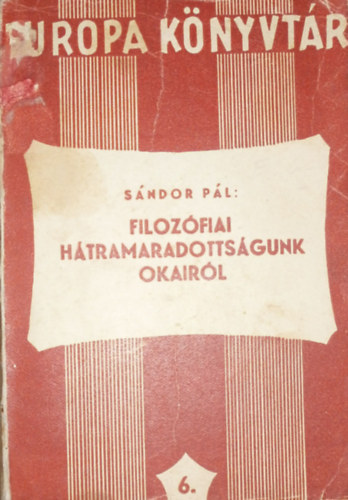 EUROPA KÖNYVTÁR
SÁNDOR PÁL:
FILOZÓFIAI
HÁTRAMARADOTTSÁGUNK
OKAIRÓL
6.